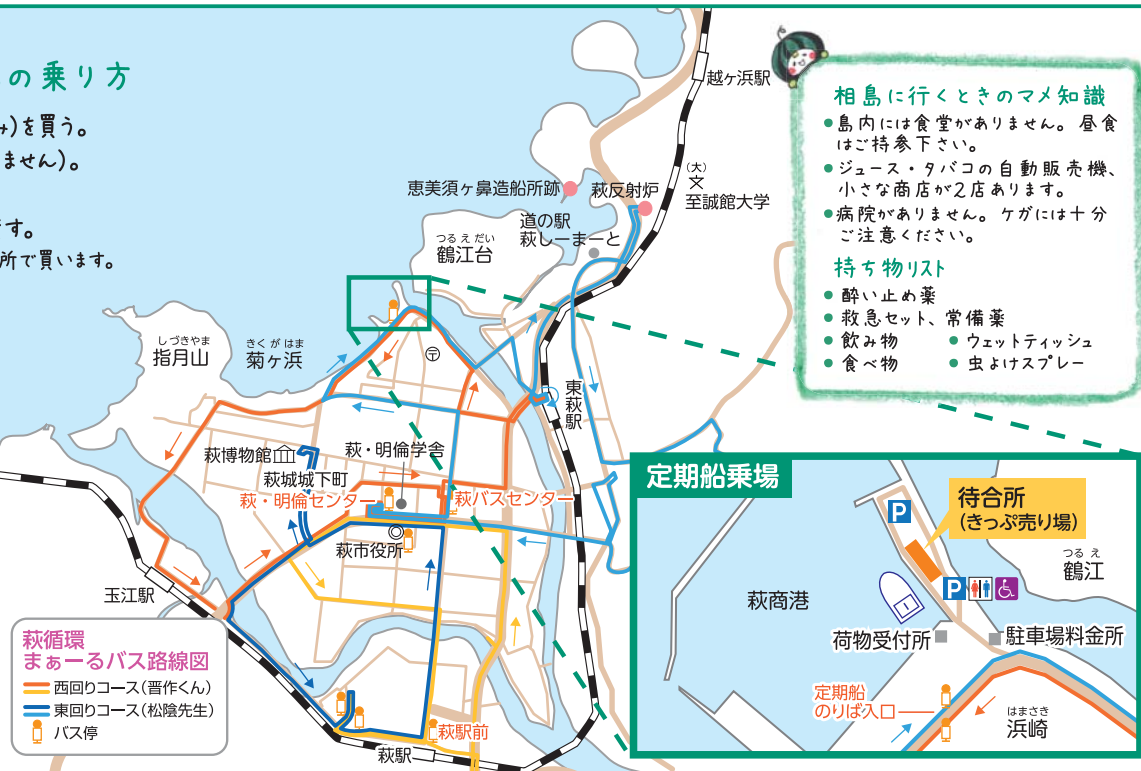 の乗り方
み)を買う。
ません)。
す。
所で買います。
相島に行くときのマメ知識
●島内には食堂がありません。昼食
はご持参下さい。
●ジュース・タバコの自動販売機、
小さな商店が2店あります。
●病院がありません。ケガには十分
ご注意ください。
持ち物リスト
●酔い止め薬
●救急セット、常備薬
●飲み物
●ウェットティッシュ
●食べ物
●虫よけスプレー
越ヶ浜駅
(大)
文
至誠館大学
恵美須ヶ鼻造船所跡
萩反射炉
道の駅
萩しーまーと
つるえだい
鶴江台
しづきやま
指月山
きくがはま
菊ヶ浜
〒
東萩駅
萩博物館
萩・明倫学舎
萩城城下町
萩・明倫センター
萩バスセンター
萩市役所
玉江駅
萩駅前
萩駅
萩循環
まぁーるバス路線図
西回りコース(晋作くん)
東回りコース(松陰先生)
バス停
定期船乗場
P
待合所
(きっぷ売り場)
つるえ
鶴江
P
萩商港
荷物受付所
駐車場料金所
定期船
のりば入口
はまさき
浜崎